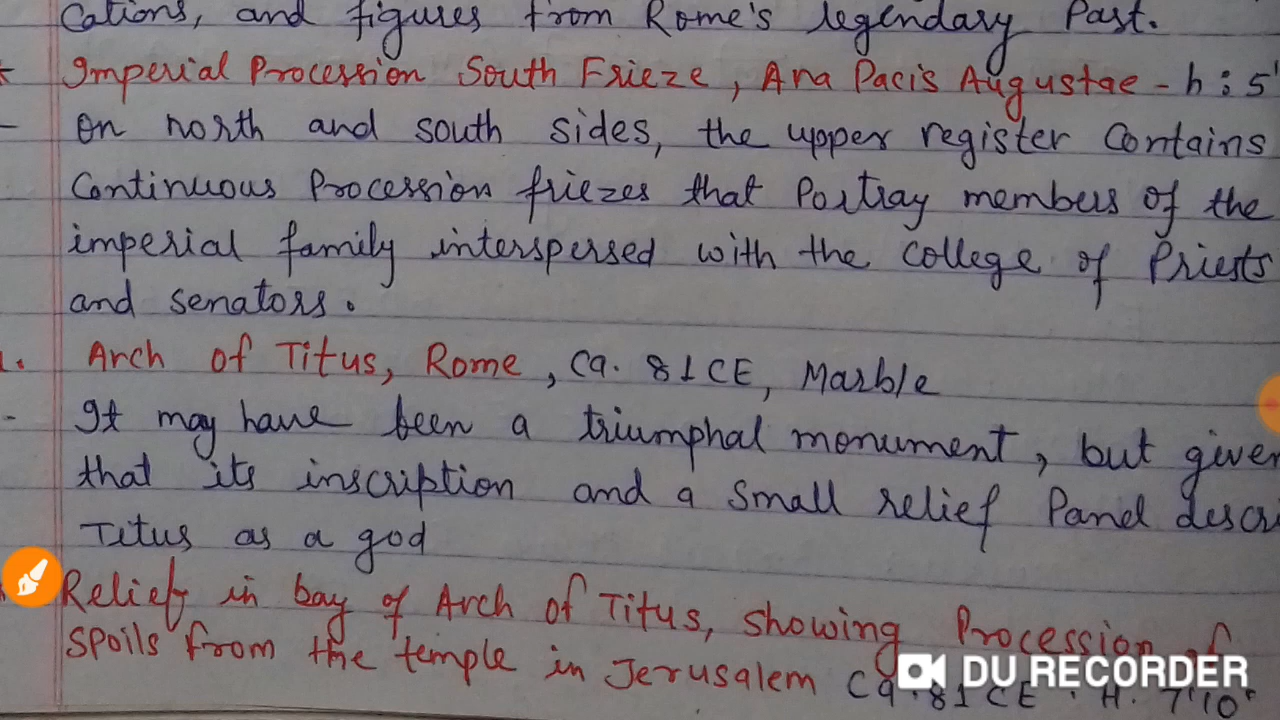 cations, and figures from Rome's legendary Past.
Imperial Procession South Frieze, Ara Pacis Augustae - h: 5'
- On north and south sides, the upper register Contains
Continuous Procession friezes that Portray members of the
imperial family interspersed with the College of Priests
and senators.
1. Arch of Titus, Rome, Ca. 81 CE, Marble
- It may have been a triumphal monument, but given
that its inscription and a small relief Panel descri
Titus as a god
Relief in bay of Arch of Titus, showing Procession of
spoils from the temple in Jerusalem Ca. 81 CE. H. 7'10"
DU RECORDER